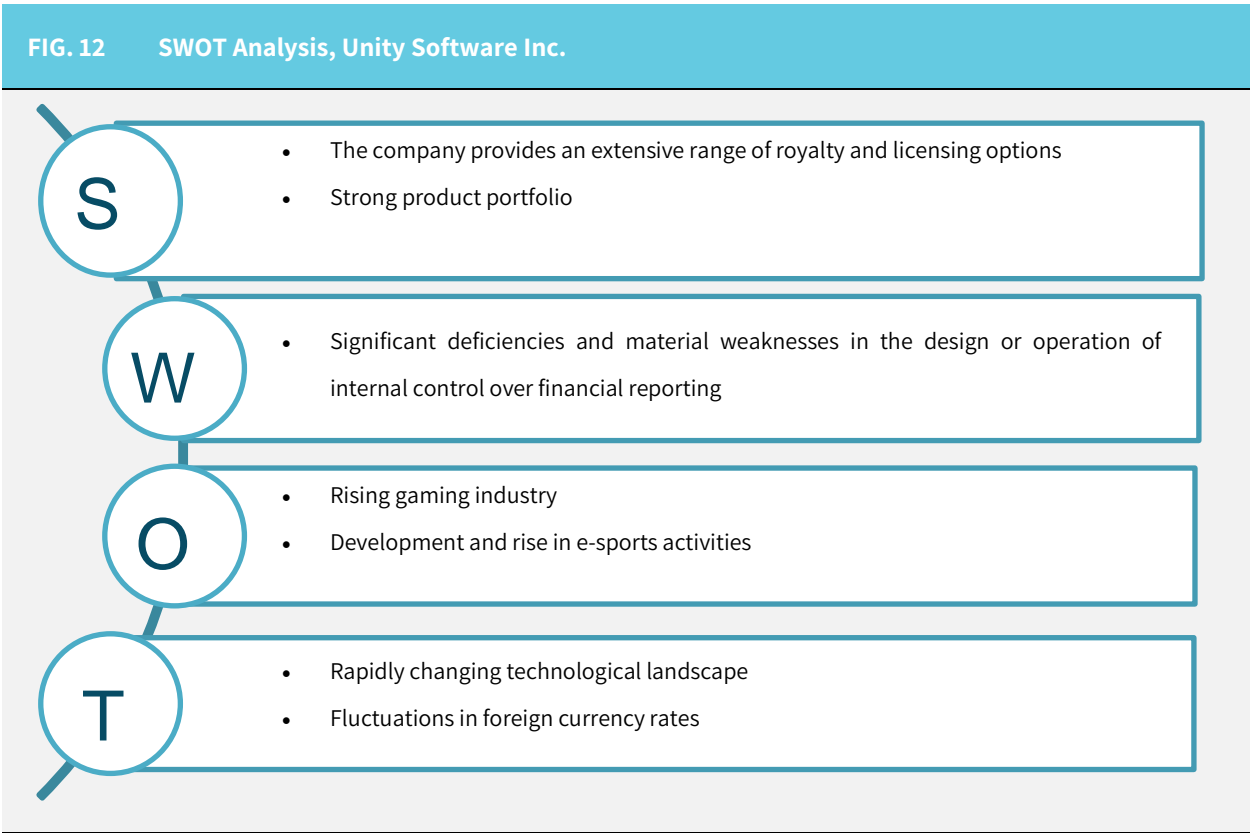 FIG. 12 SWOT Analysis, Unity Software Inc.
S
• The company provides an extensive range of royalty and licensing options
• Strong product portfolio
W
• Significant deficiencies and material weaknesses in the design or operation of
internal control over financial reporting
O
• Rising gaming industry
• Development and rise in e-sports activities
T
• Rapidly changing technological landscape
• Fluctuations in foreign currency rates